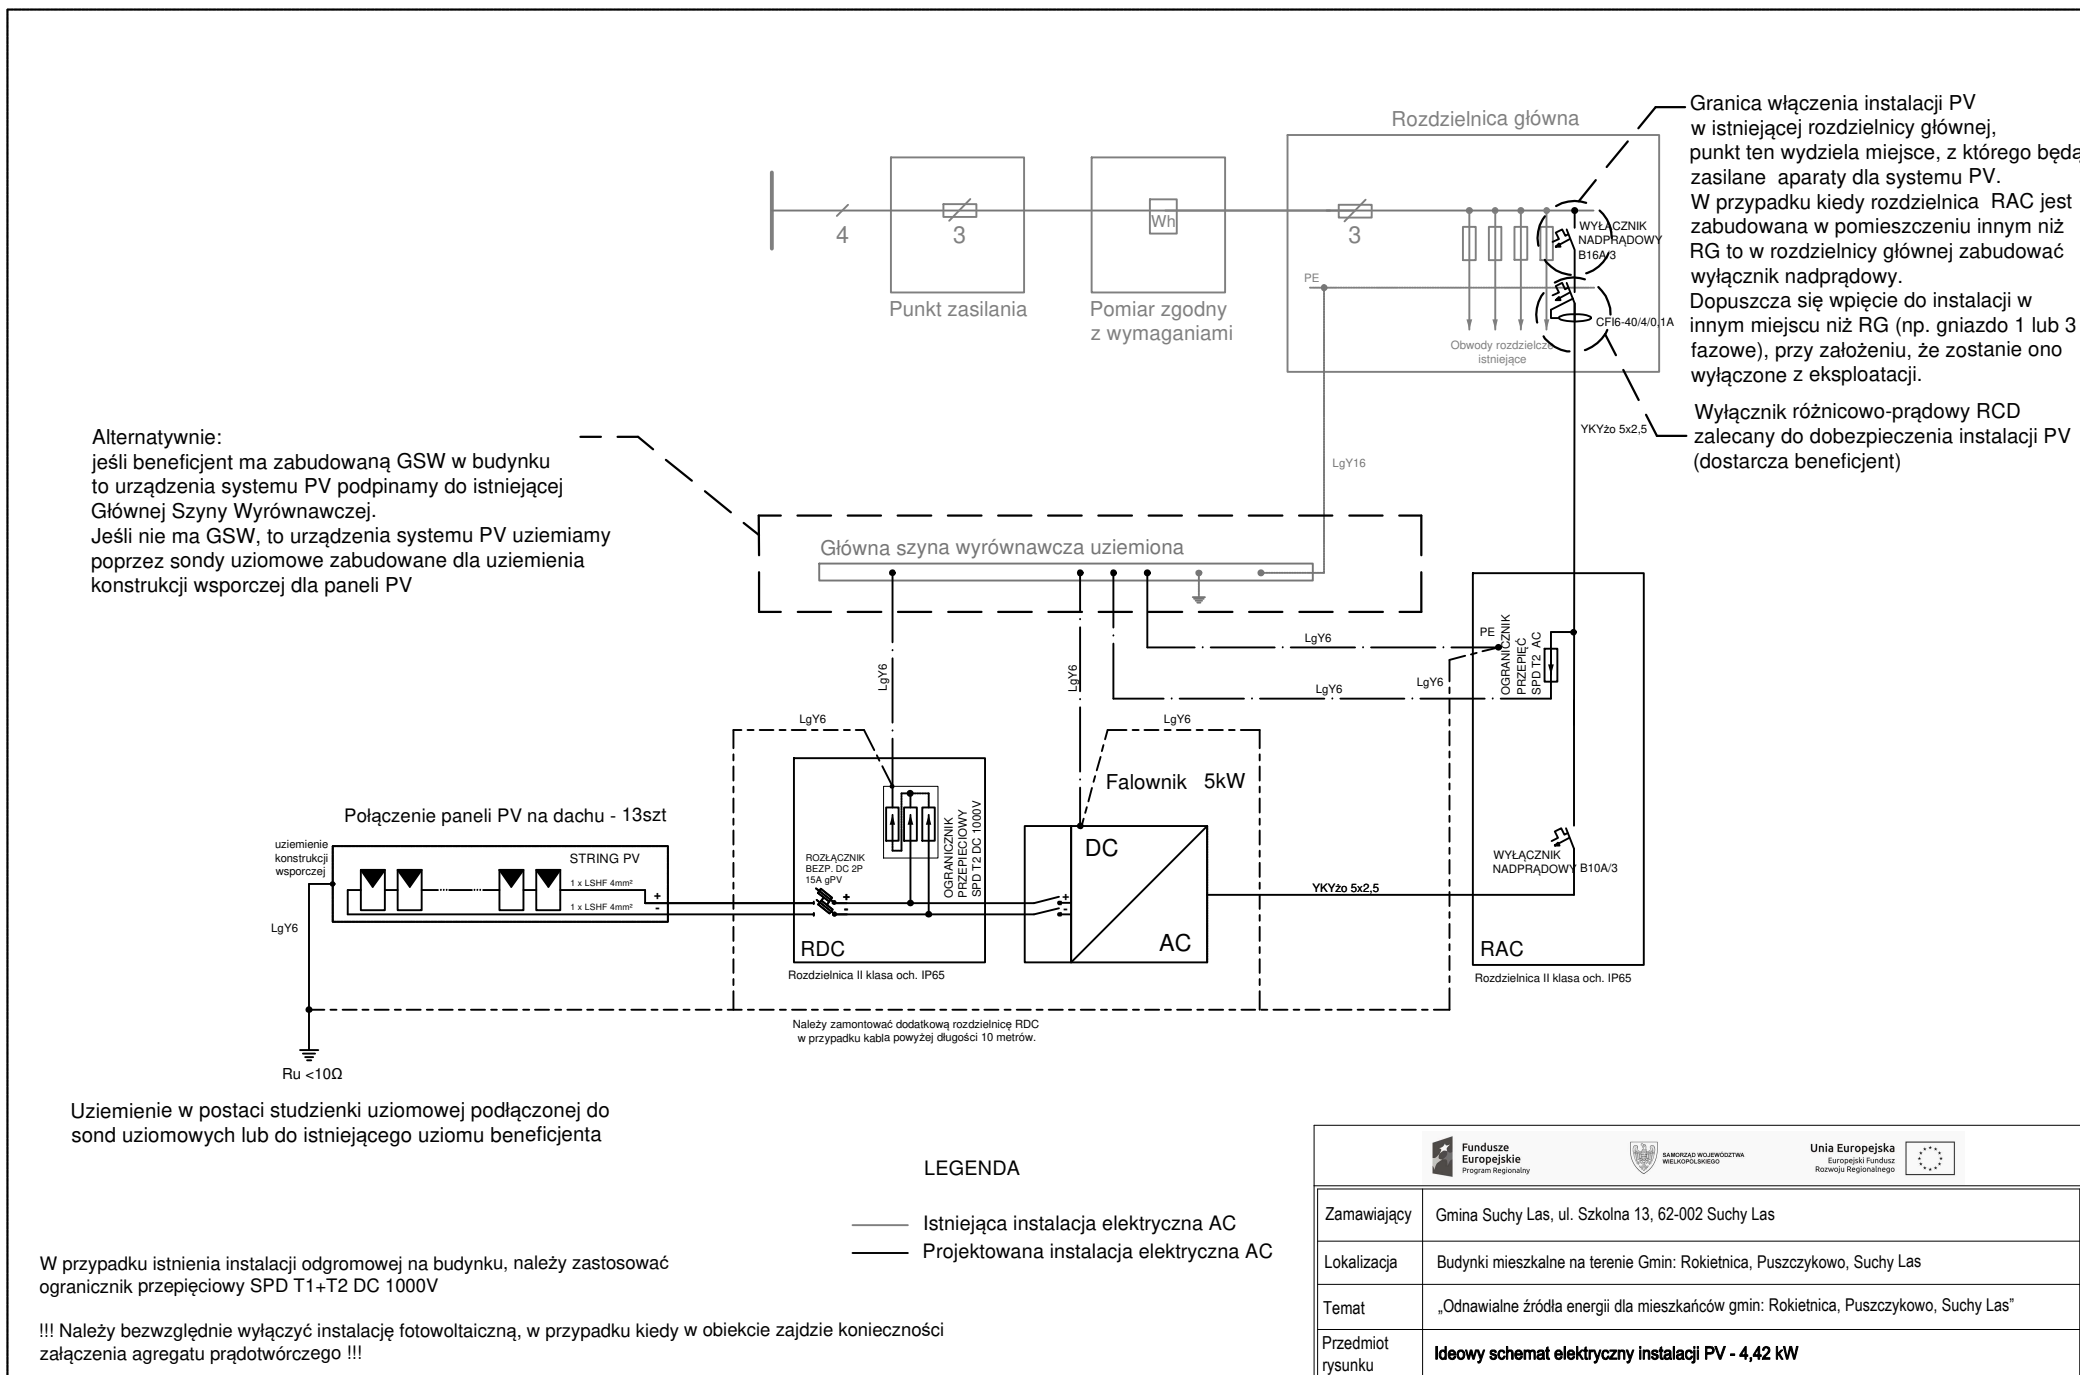 Rozdzielnica główna
Granica włączenia instalacji PV
w istniejącej rozdzielnicy głównej,
punkt ten wydziela miejsce, z którego będą
zasilane aparaty dla systemu PV.
W przypadku kiedy rozdzielnica RAC jest
zabudowana w pomieszczeniu innym niż
RG to w rozdzielnicy głównej zabudować
wyłącznik nadprądowy.
Dopuszcza się wpięcie do instalacji w
innym miejscu niż RG (np. gniazdo 1 lub 3
fazowe), przy założeniu, że zostanie ono
wyłączone z eksploatacji.
4
3
Wh
3
WYŁĄCZNIK
NADPRĄDOWY
B16A/3
PE
CFI6-40/4/0,1A
Punkt zasilania
Pomiar zgodny
z wymaganiami
Obwody rozdzielcze
istniejące
Wyłącznik różnicowo-prądowy RCD
zalecany do dobezpieczenia instalacji PV
(dostarcza beneficjent)
YKYżo 5x2,5
LgY16
Alternatywnie:
jeśli beneficjent ma zabudowaną GSW w budynku
to urządzenia systemu PV podpinamy do istniejącej
Głównej Szyny Wyrównawczej.
Jeśli nie ma GSW, to urządzenia systemu PV uziemiamy
poprzez sondy uziomowe zabudowane dla uziemienia
konstrukcji wsporczej dla paneli PV
Główna szyna wyrównawcza uziemiona
LgY6
LgY6
LgY6
LgY6
LgY6
PE
OGRANICZNIK
PRZEPIĘĆ
SPD T2 AC
LgY6
LgY6
Falownik 5kW
Połączenie paneli PV na dachu - 13szt
uziemienie
konstrukcji
wsporczej
STRING PV
1 x LSHF 4mm²
1 x LSHF 4mm²
+
-
LgY6
ROZŁĄCZNIK
BEZP. DC 2P
15A gPV
+
-
OGRANICZNIK
PRZEPIECIOWY
SPD T2 DC 1000V
RDC
Rozdzielnica II klasa och. IP65
+
-
DC
AC
YKYżo 5x2,5
WYŁĄCZNIK
NADPRĄDOWY B10A/3
RAC
Rozdzielnica II klasa och. IP65
Należy zamontować dodatkową rozdzielnicę RDC
w przypadku kabla powyżej długości 10 metrów.
Ru <10Ω
Uziemienie w postaci studzienki uziomowej podłączonej do
sond uziomowych lub do istniejącego uziomu beneficjenta
LEGENDA
Istniejąca instalacja elektryczna AC
Projektowana instalacja elektryczna AC
W przypadku istnienia instalacji odgromowej na budynku, należy zastosować
ogranicznik przepięciowy SPD T1+T2 DC 1000V
!!! Należy bezwzględnie wyłączyć instalację fotowoltaiczną, w przypadku kiedy w obiekcie zajdzie konieczności
załączenia agregatu prądotwórczego !!!
Fundusze
Europejskie
Program Regionalny
SAMORZĄD WOJEWÓDZTWA
WIELKOPOLSKIEGO
Unia Europejska
Europejski Fundusz
Rozwoju Regionalnego
Zamawiający
Gmina Suchy Las, ul. Szkolna 13, 62-002 Suchy Las
Lokalizacja
Budynki mieszkalne na terenie Gmin: Rokietnica, Puszczykowo, Suchy Las
Temat
„Odnawialne źródła energii dla mieszkańców gmin: Rokietnica, Puszczykowo, Suchy Las”
Przedmiot
rysunku
Ideowy schemat elektryczny instalacji PV - 4,42 kW